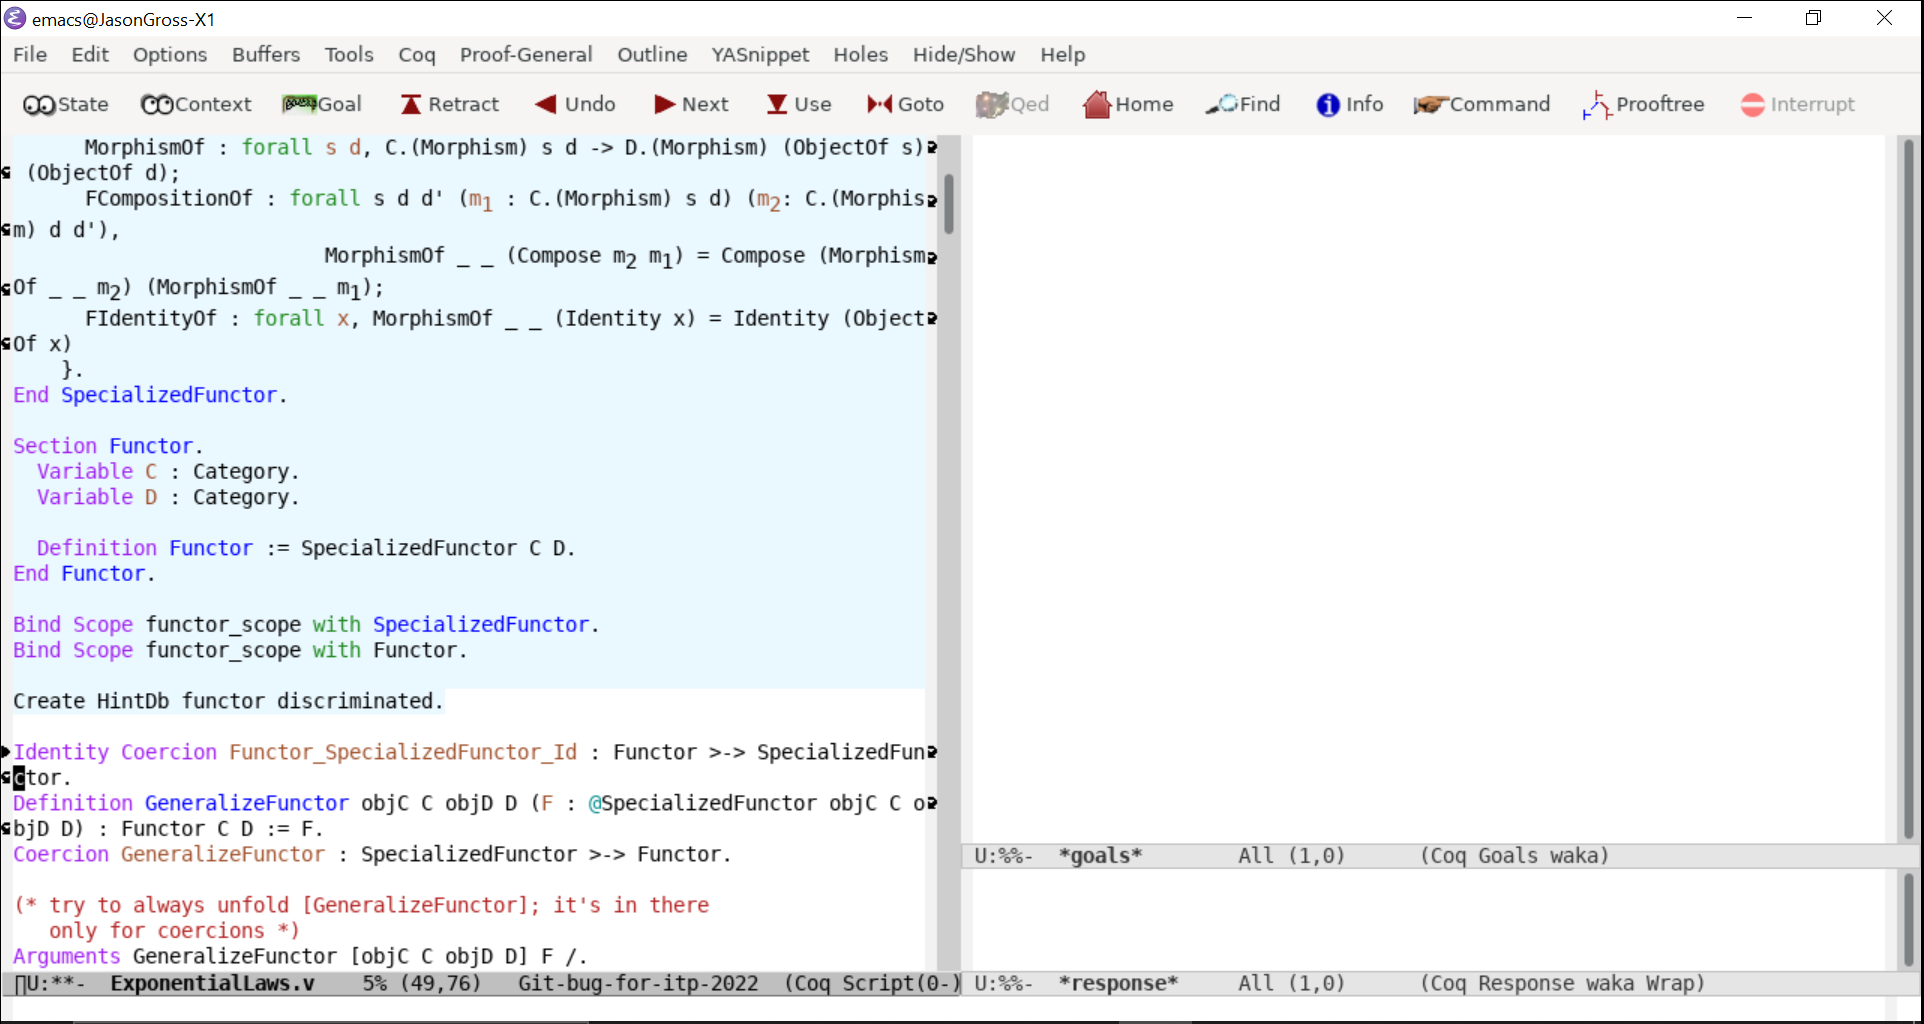 emacs@JasonGross-X1
File Edit Options Buffers Tools Coq Proof-General Outline YASnippet Holes Hide/Show Help
State Context Goal Retract Undo Next Use Goto Qed Home Find Info Command Prooftree Interrupt
MorphismOf : forall s d, C.(Morphism) s d -> D.(Morphism) (ObjectOf s)
(ObjectOf d);
FCompositionOf : forall s d d' (m₁ : C.(Morphism) s d) (m₂: C.(Morphis
m) d d'),
MorphismOf _ _ (Compose m₂ m₁) = Compose (Morphism
Of _ _ m₂) (MorphismOf _ _ m₁);
FIdentityOf : forall x, MorphismOf _ _ (Identity x) = Identity (Object
Of x)
}.
End SpecializedFunctor.
Section Functor.
Variable C : Category.
Variable D : Category.
Definition Functor := SpecializedFunctor C D.
End Functor.
Bind Scope functor_scope with SpecializedFunctor.
Bind Scope functor_scope with Functor.
Create HintDb functor discriminated.
Identity Coercion Functor_SpecializedFunctor_Id : Functor >-> SpecializedFun
ctor.
Definition GeneralizeFunctor objC C objD D (F : @SpecializedFunctor objC C o
bjD D) : Functor C D := F.
Coercion GeneralizeFunctor : SpecializedFunctor >-> Functor.
(* try to always unfold [GeneralizeFunctor]; it's in there
only for coercions *)
Arguments GeneralizeFunctor [objC C objD D] F /.
U:**-  ExponentialLaws.v    5% (49,76)   Git-bug-for-itp-2022  (Coq Script(0-)
U:%%-  *goals*        All (1,0)      (Coq Goals waka)
U:%%-  *response*     All (1,0)      (Coq Response waka Wrap)